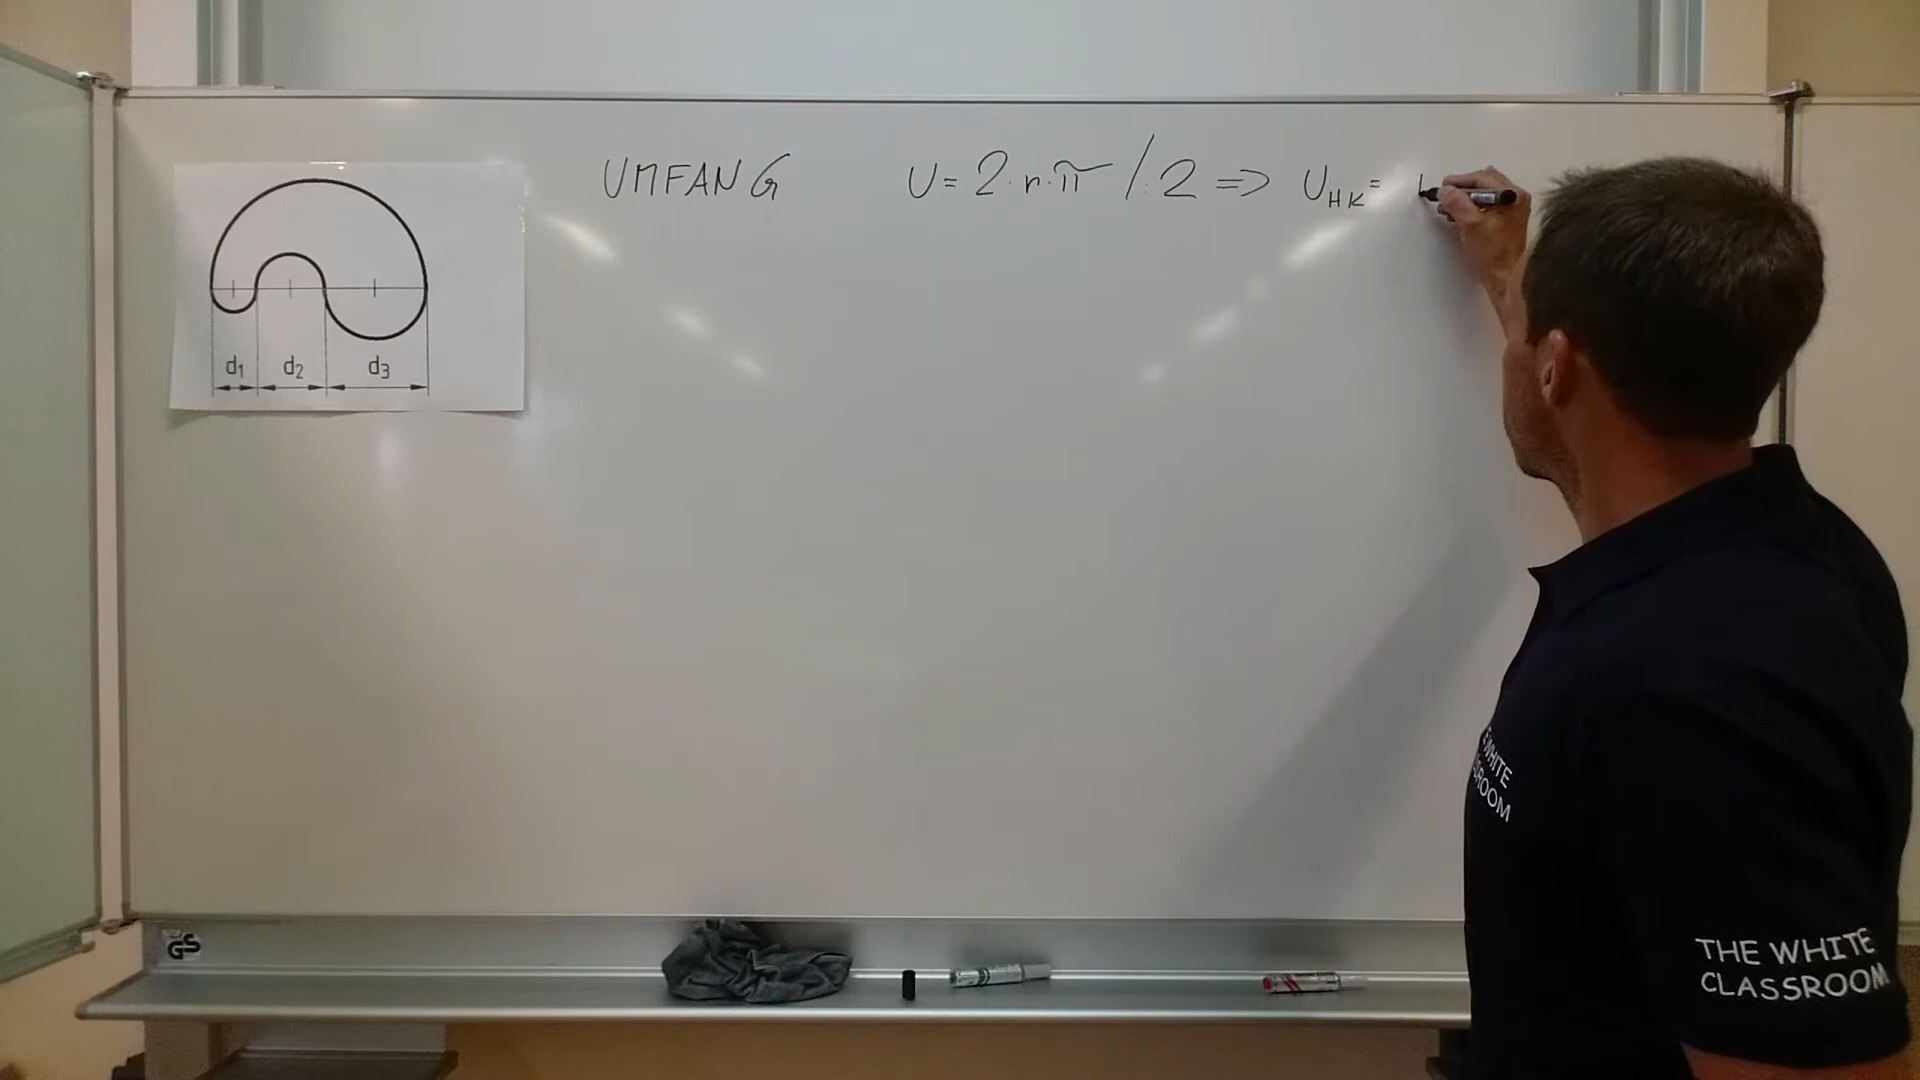 UMFANG U = 2·r·π /:2 => U_HK =
d1 d2 d3
GS
THE WHITE
CLASSROOM